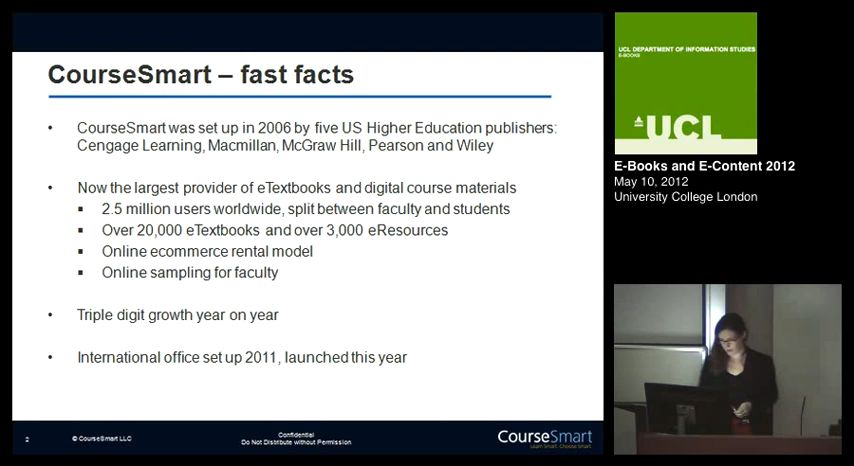 CourseSmart – fast facts
• CourseSmart was set up in 2006 by five US Higher Education publishers:
Cengage Learning, Macmillan, McGraw Hill, Pearson and Wiley
• Now the largest provider of eTextbooks and digital course materials
▪ 2.5 million users worldwide, split between faculty and students
▪ Over 20,000 eTextbooks and over 3,000 eResources
▪ Online ecommerce rental model
▪ Online sampling for faculty
• Triple digit growth year on year
• International office set up 2011, launched this year
2
© CourseSmart LLC
Confidential
Do Not Distribute without Permission
CourseSmart
Learn Smart. Choose Smart.
UCL DEPARTMENT OF INFORMATION STUDIES
E-BOOKS
UCL
E-Books and E-Content 2012
May 10, 2012
University College London